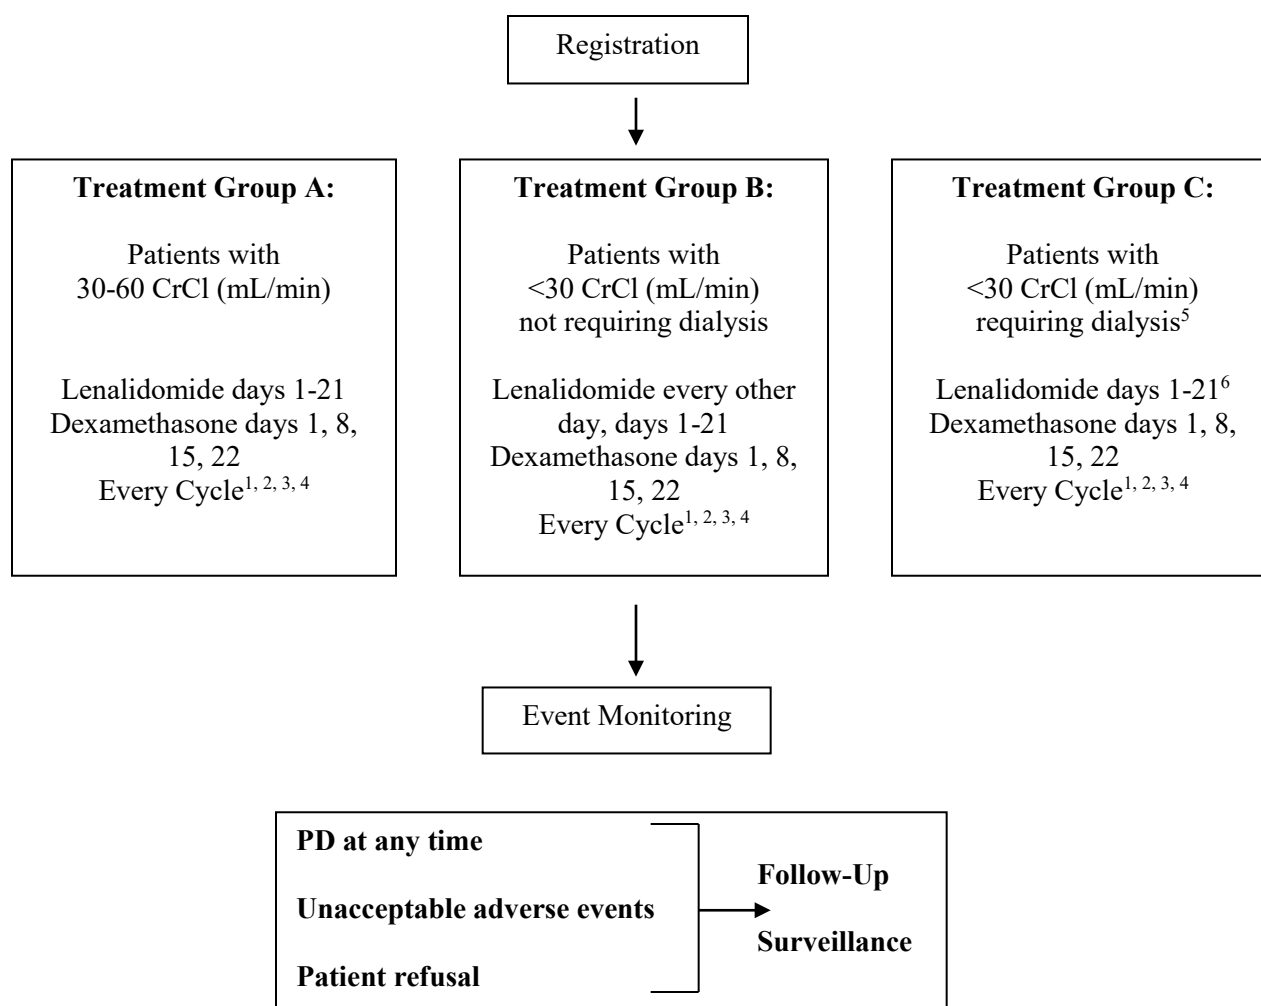 Registration
Treatment Group A:
Patients with
30-60 CrCl (mL/min)
Lenalidomide days 1-21
Dexamethasone days 1, 8,
15, 22
Every Cycle1, 2, 3, 4
Treatment Group B:
Patients with
<30 CrCl (mL/min)
not requiring dialysis
Lenalidomide every other
day, days 1-21
Dexamethasone days 1, 8,
15, 22
Every Cycle1, 2, 3, 4
Treatment Group C:
Patients with
<30 CrCl (mL/min)
requiring dialysis5
Lenalidomide days 1-216
Dexamethasone days 1, 8,
15, 22
Every Cycle1, 2, 3, 4
Event Monitoring
PD at any time
Unacceptable adverse events
Patient refusal
Follow-Up
Surveillance